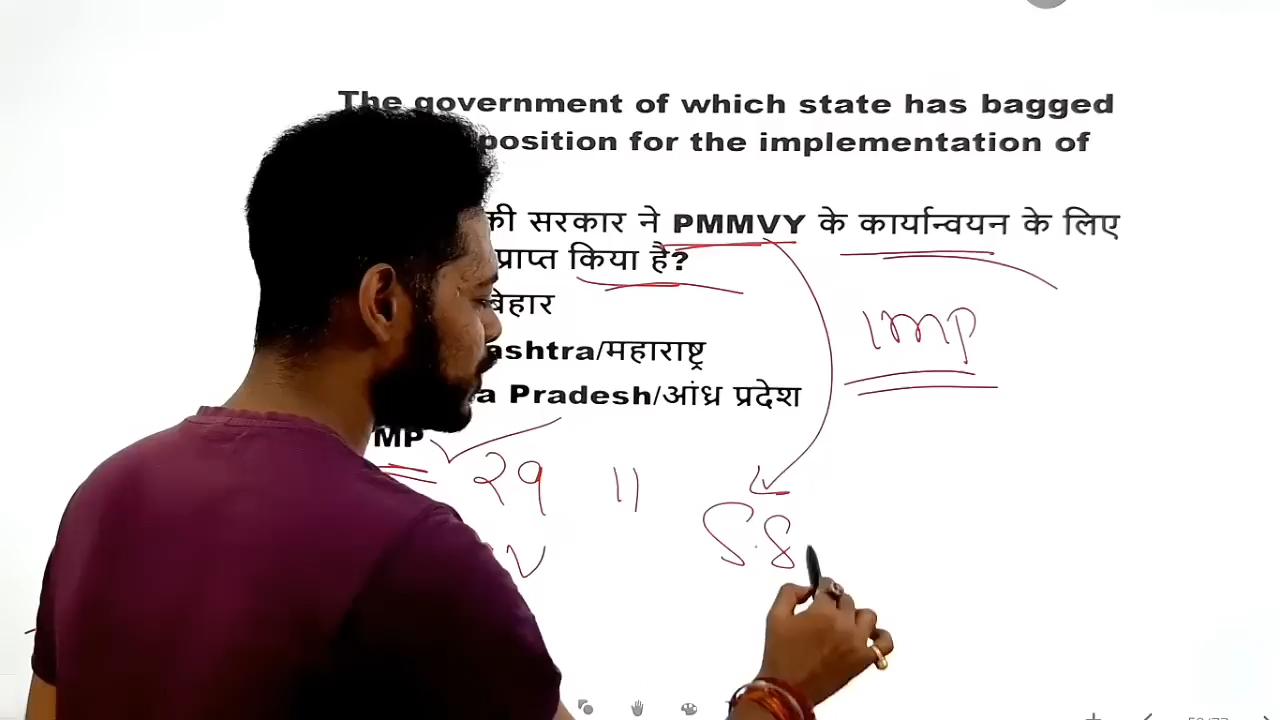 The government of which state has bagged
position for the implementation of
की सरकार ने PMMVY के कार्यान्वयन के लिए
प्राप्त किया है?
बिहार
ashtra/महाराष्ट्र
a Pradesh/आंध्र प्रदेश
MP
IMP
29 11
S.8